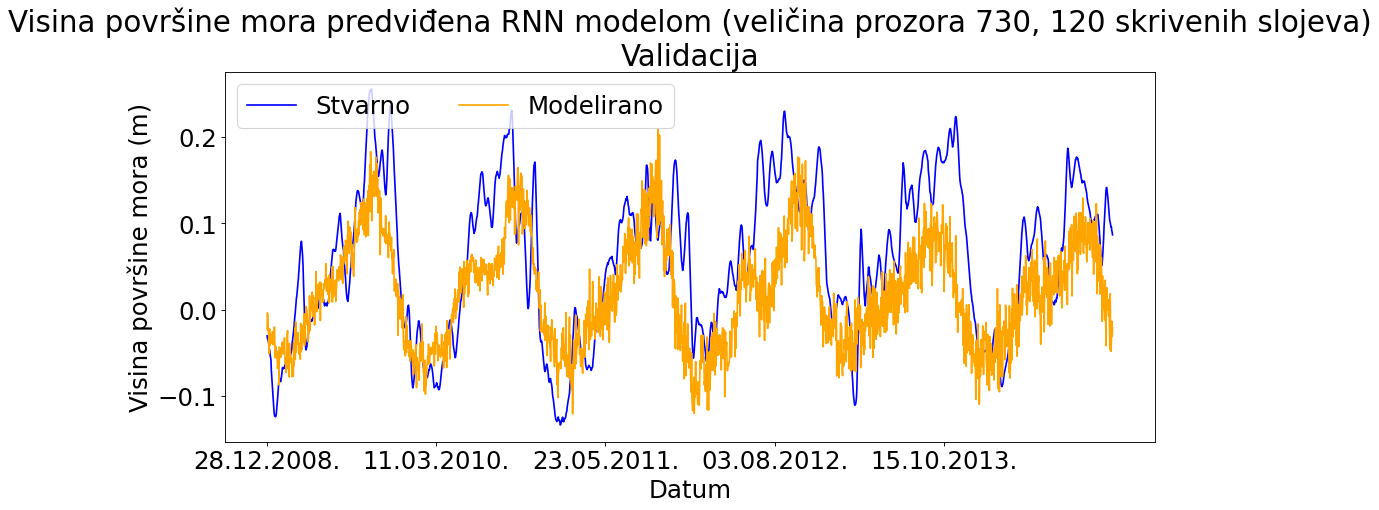 Visina površine mora predviđena RNN modelom (veličina prozora 730, 120 skrivenih slojeva)
Validacija
Stvarno
Modelirano
Visina površine mora (m)
0.2
0.1
0.0
−0.1
28.12.2008.
11.03.2010.
23.05.2011.
03.08.2012.
15.10.2013.
Datum